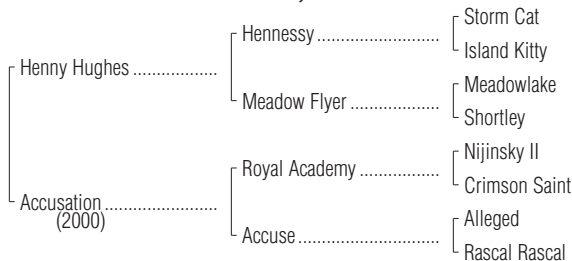 Storm Cat
Hennessy
Island Kitty
Henny Hughes
Meadowlake
Meadow Flyer
Shortley
Nijinsky II
Royal Academy
Crimson Saint
Accusation
(2000)
Alleged
Accuse
Rascal Rascal